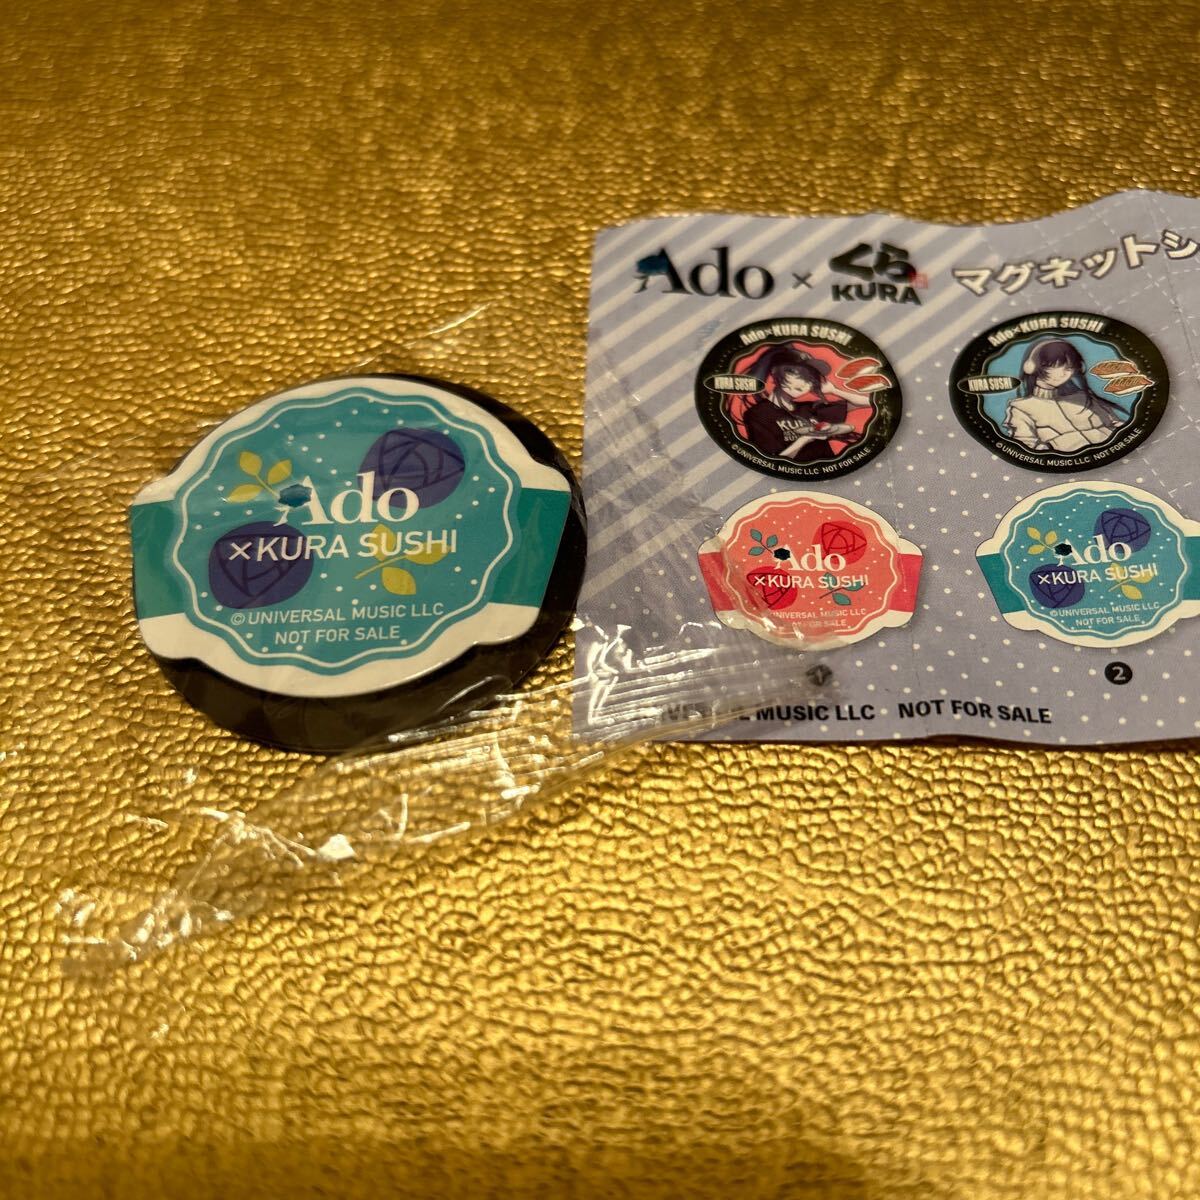 Ado
×KURA SUSHI
©UNIVERSAL MUSIC LLC
NOT FOR SALE
Ado × くら KURA マグネットシ
Ado×KURA SUSHI
KURA SUSHI
©UNIVERSAL MUSIC LLC NOT FOR SALE
Ado×KURA SUSHI
KURA SUSHI
©UNIVERSAL MUSIC LLC NOT FOR SALE
Ado
×KURA SUSHI
UNIVERSAL MUSIC LLC
NOT FOR SALE
Ado
×KURA SUSHI
©UNIVERSAL MUSIC LLC
NOT FOR SALE
2
MUSIC LLC NOT FOR SALE